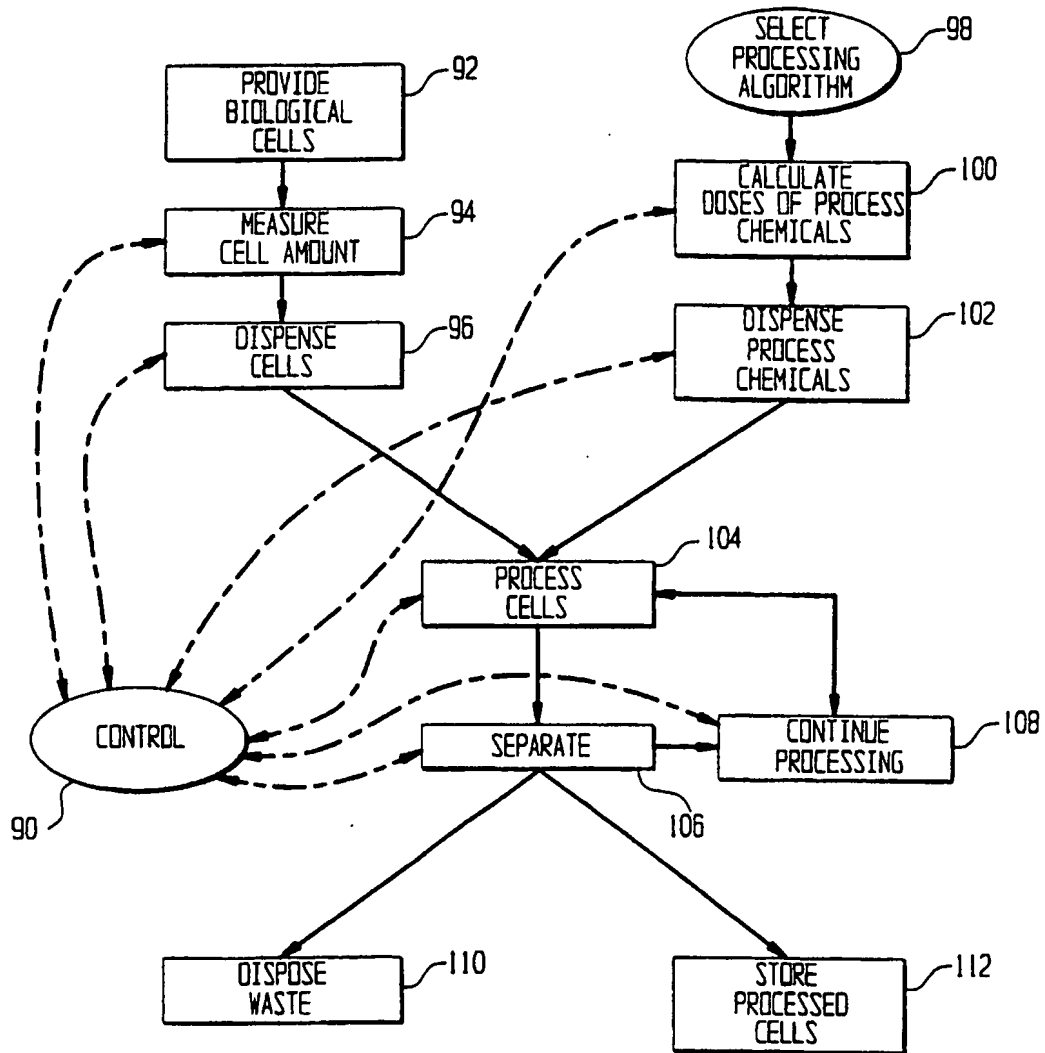 SELECT
PROCESSING
ALGORITHM
98
PROVIDE
BIOLOGICAL
CELLS
92
CALCULATE
DOSES OF PROCESS
CHEMICALS
100
MEASURE
CELL AMOUNT
94
DISPENSE
CELLS
96
DISPENSE
PROCESS
CHEMICALS
102
PROCESS
CELLS
104
CONTROL
90
SEPARATE
106
CONTINUE
PROCESSING
108
DISPOSE
WASTE
110
STORE
PROCESSED
CELLS
112